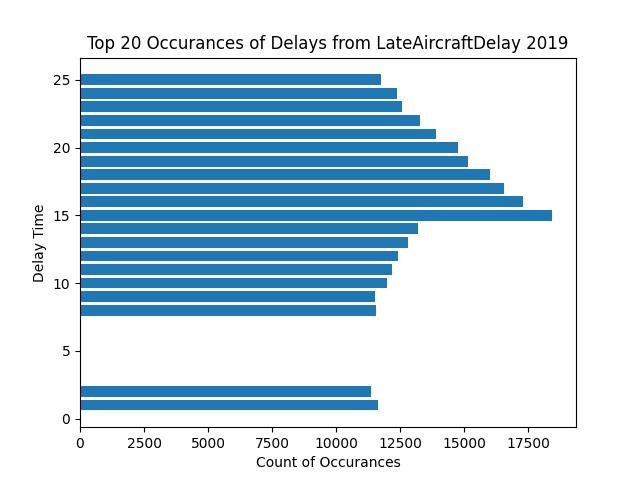 Top 20 Occurances of Delays from LateAircraftDelay 2019
25
20
15
10
5
0
Delay Time
0 2500 5000 7500 10000 12500 15000 17500
Count of Occurances